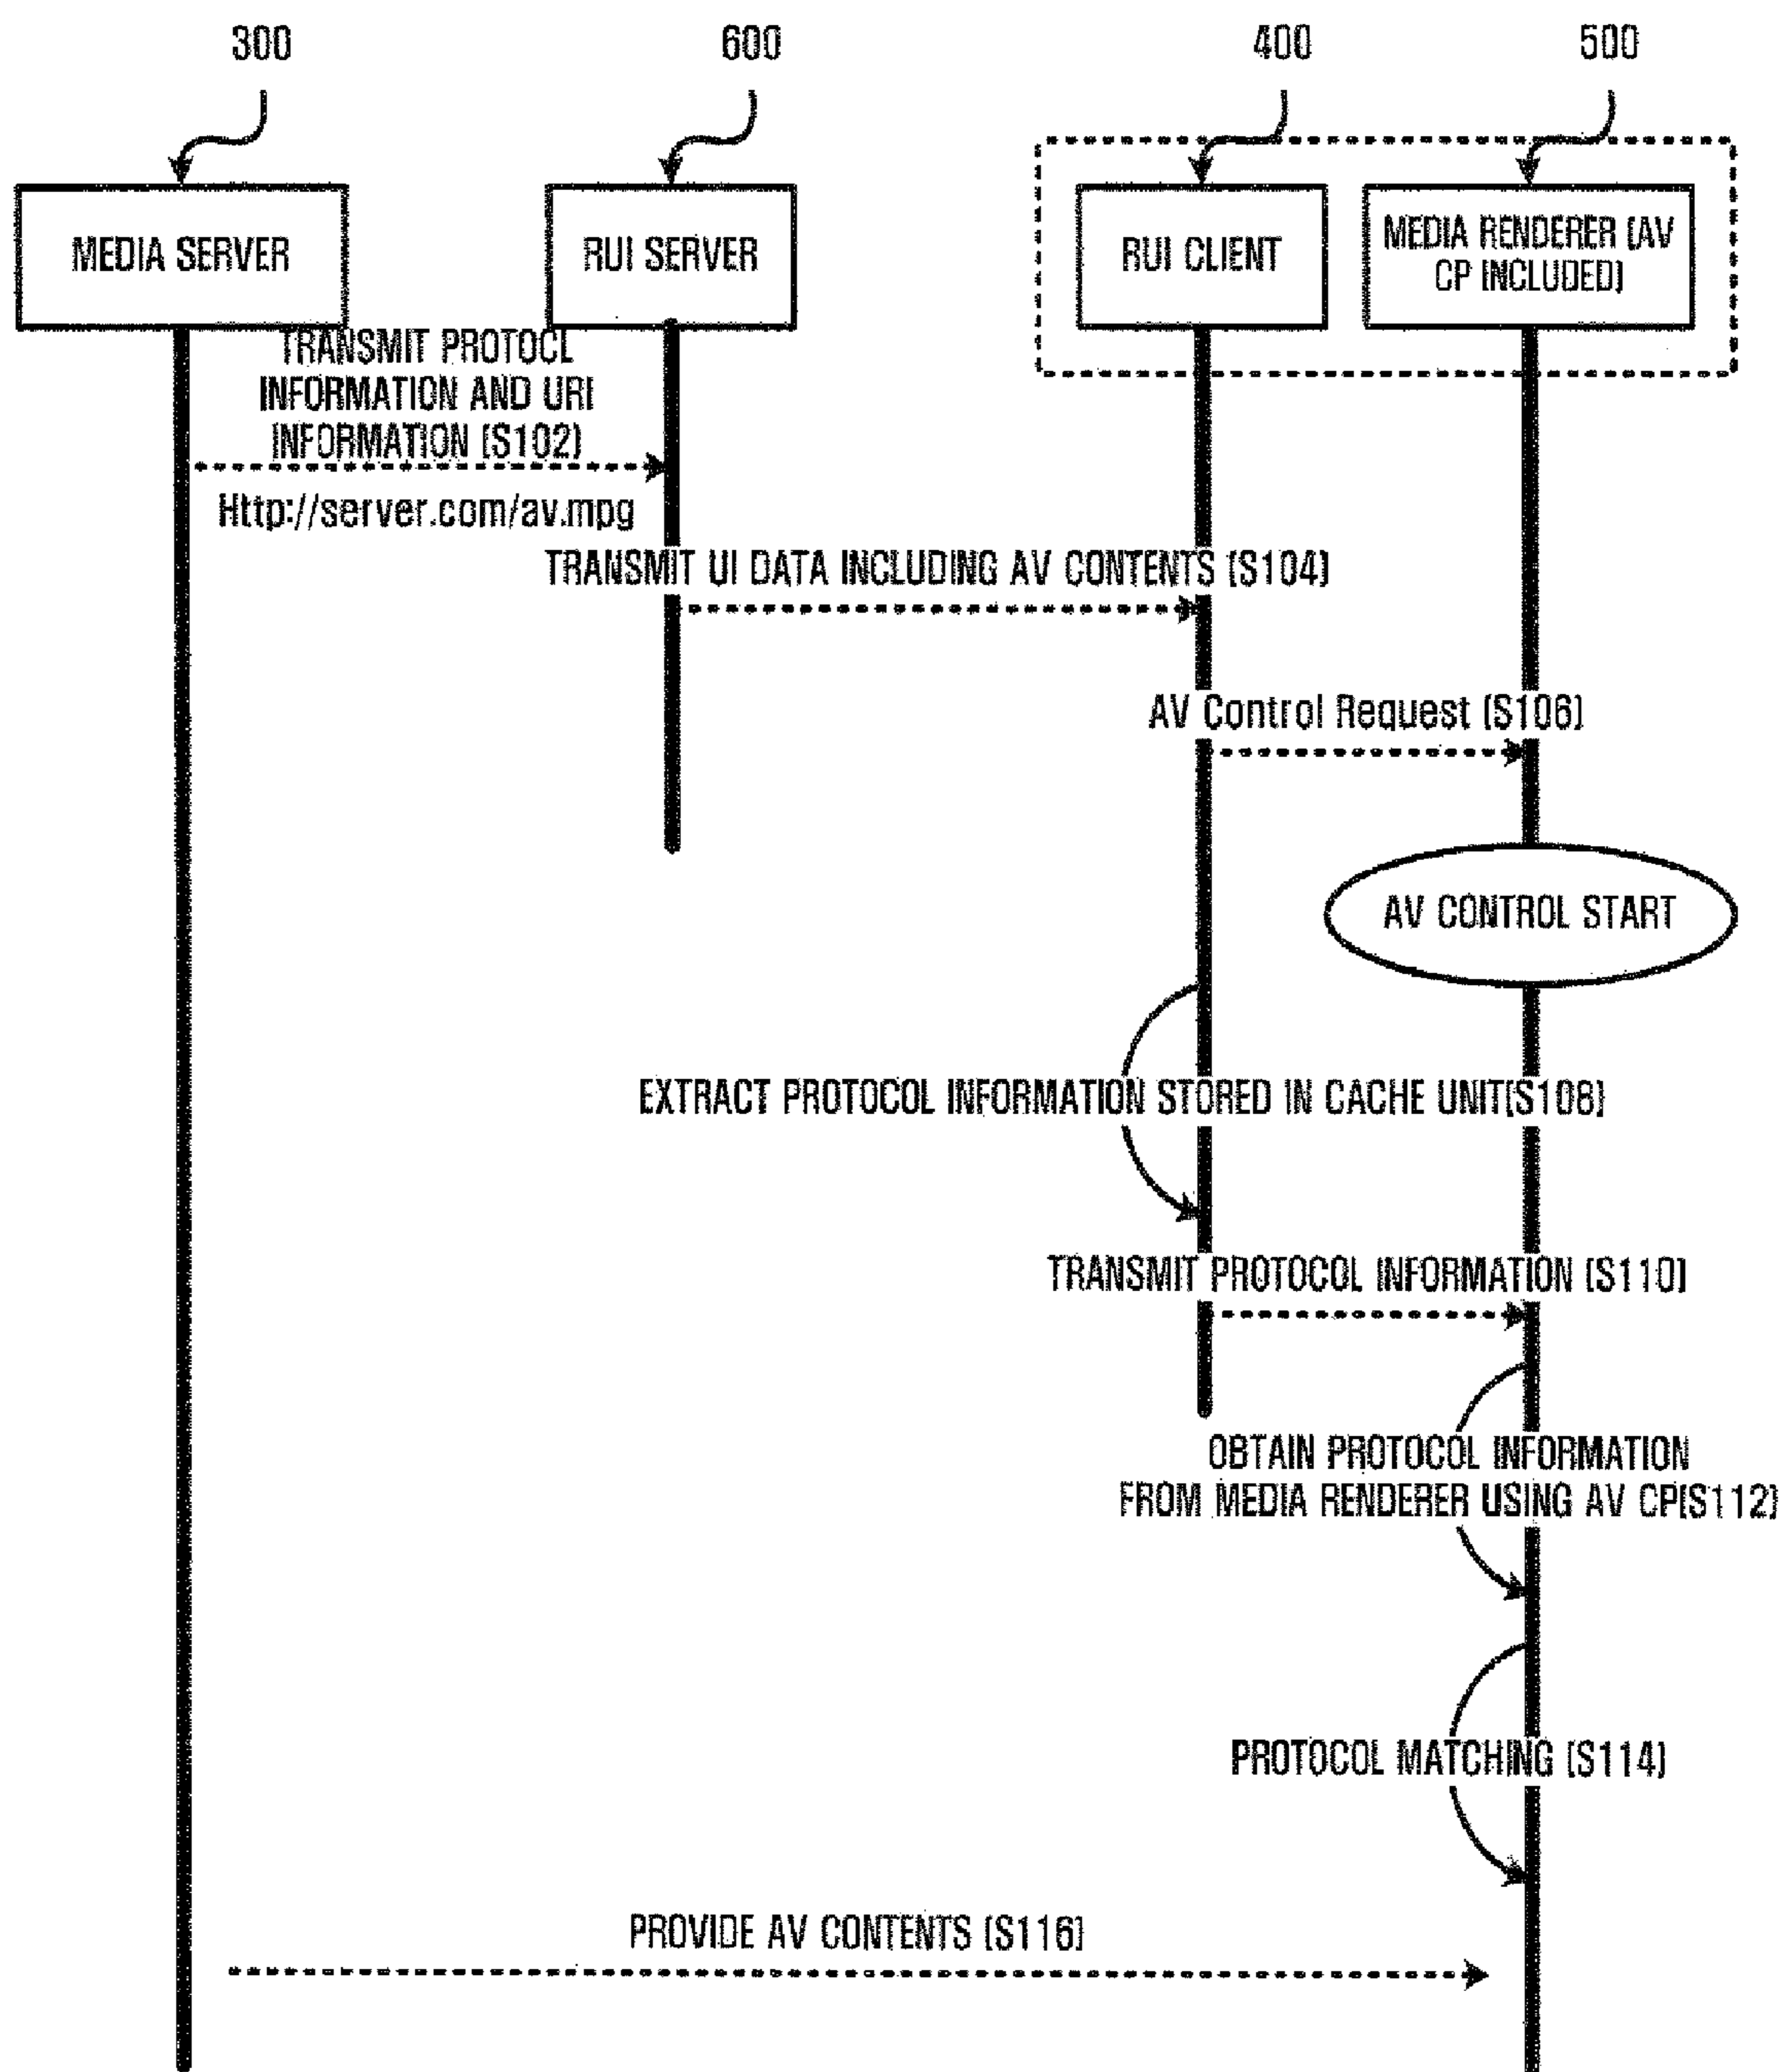 300
600
400
500
MEDIA SERVER
RUI SERVER
RUI CLIENT
MEDIA RENDERER (AV
CP INCLUDED)
TRANSMIT PROTOCL
INFORMATION AND URI
INFORMATION (S102)
Http://server.com/av.mpg
TRANSMIT UI DATA INCLUDING AV CONTENTS (S104)
AV Control Request (S106)
AV CONTROL START
EXTRACT PROTOCOL INFORMATION STORED IN CACHE UNIT(S108)
TRANSMIT PROTOCOL INFORMATION (S110)
OBTAIN PROTOCOL INFORMATION
FROM MEDIA RENDERER USING AV CP(S112)
PROTOCOL MATCHING (S114)
PROVIDE AV CONTENTS (S116)